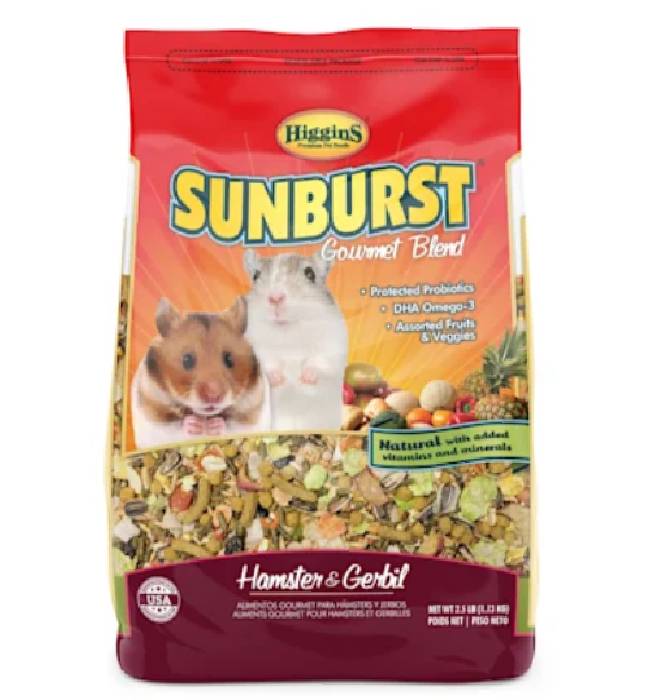 HigginS
Premium Pet Foods
SUNBURST®
Gourmet Blend
• Protected Probiotics
• DHA Omega-3
• Assorted Fruits
& Veggies
Natural with added
vitamins and minerals
Hamster & Gerbil
USA
ALIMENTOS GOURMET PARA HÁMSTERS Y JERBOS
ALIMENTS GOURMET POUR HAMSTERS ET GERBILLES
NET WT 2.5 LB (1.13 KG)
POIDS NET | PESO NETO